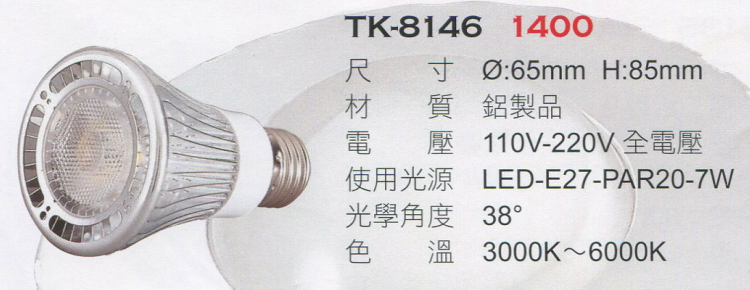 TK-8146 1400
尺寸 Ø:65mm H:85mm
材質 鋁製品
電壓 110V-220V 全電壓
使用光源 LED-E27-PAR20-7W
光學角度 38°
色溫 3000K～6000K